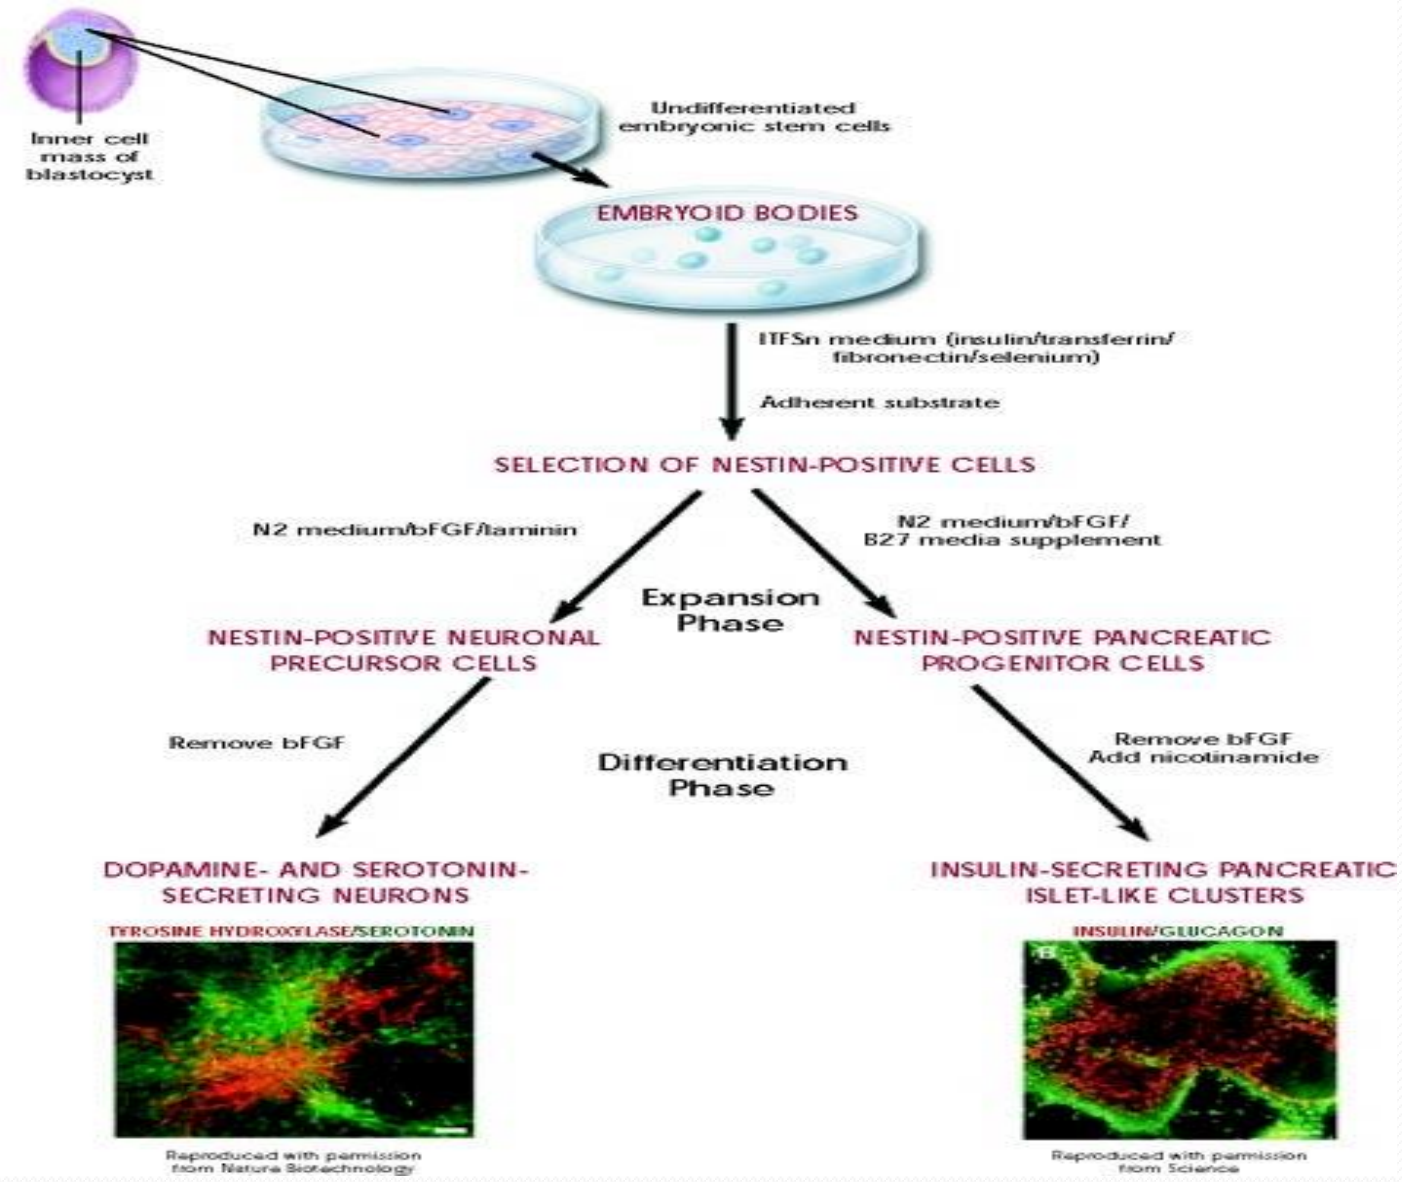 Inner cell
mass of
blastocyst
Undifferentiated
embryonic stem cells
EMBRYOID BODIES
ITFSn medium (insulin/transferrin/
fibronectin/selenium)
Adherent substrate
SELECTION OF NESTIN-POSITIVE CELLS
N2 medium/bFGF/laminin
N2 medium/bFGF/
B27 media supplement
Expansion
Phase
NESTIN-POSITIVE NEURONAL
PRECURSOR CELLS
NESTIN-POSITIVE PANCREATIC
PROGENITOR CELLS
Remove bFGF
Differentiation
Phase
Remove bFGF
Add nicotinamide
DOPAMINE- AND SEROTONIN-
SECRETING NEURONS
INSULIN-SECRETING PANCREATIC
ISLET-LIKE CLUSTERS
TYROSINE HYDROXYLASE/SEROTONIN
INSULIN/GLUCAGON
Reproduced with permission
from Nature Biotechnology
Reproduced with permission
from Science